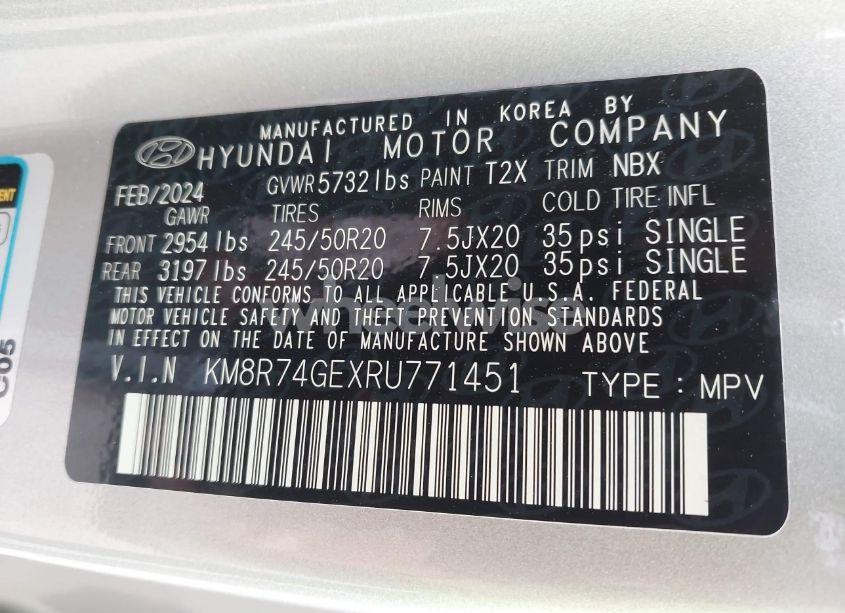 MANUFACTURED IN KOREA BY
HYUNDAI MOTOR COMPANY
FEB/2024 GVWR 5732 lbs PAINT T2X TRIM NBX
GAWR TIRES RIMS COLD TIRE INFL
FRONT 2954 lbs 245/50R20 7.5JX20 35psi SINGLE
REAR 3197 lbs 245/50R20 7.5JX20 35psi SINGLE
THIS VEHICLE CONFORMS TO ALL APPLICABLE U.S.A. FEDERAL
MOTOR VEHICLE SAFETY AND THEFT PREVENTION STANDARDS
IN EFFECT ON THE DATE OF MANUFACTURE SHOWN ABOVE
V.I.N KM8R74GEXRU771451 TYPE : MPV
wheelwise
C05